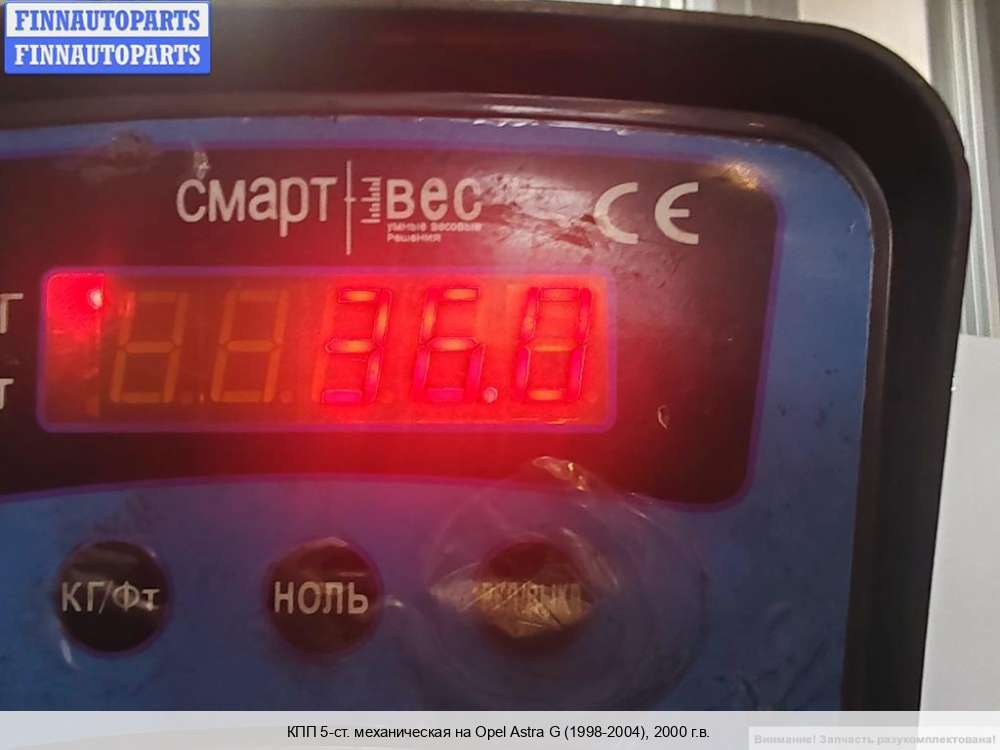 FINNAUTOPARTS
FINNAUTOPARTS
смарт вес
умные весовые
Решения
CE
Г
36.0
т
КГ/Фт
НОЛЬ
КПП 5-ст. механическая на Opel Astra G (1998-2004), 2000 г.в.
Внимание! Запчасть разукомплектована!